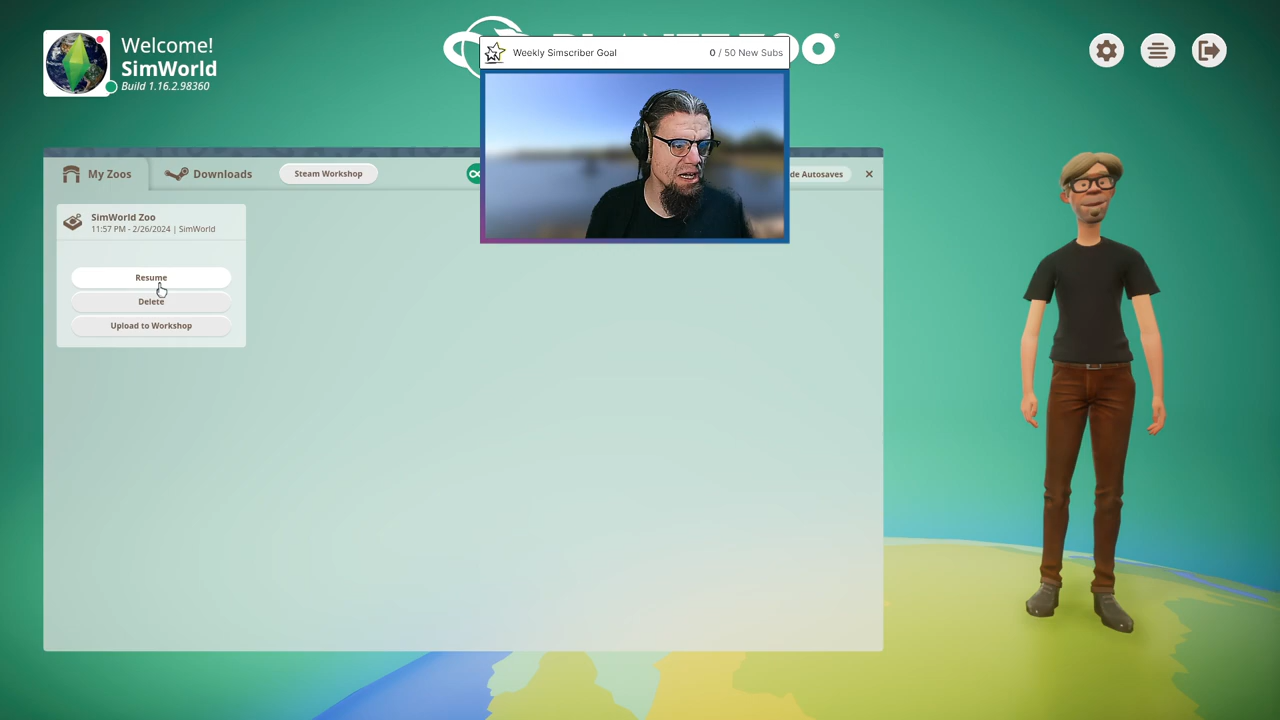 Welcome!
SimWorld
Build 1.16.2.98360
Weekly Simscriber Goal
0 / 50 New Subs
My Zoos
Downloads
Steam Workshop
Autosaves
SimWorld Zoo
11:57 PM - 2/26/2024 | SimWorld
Resume
Delete
Upload to Workshop